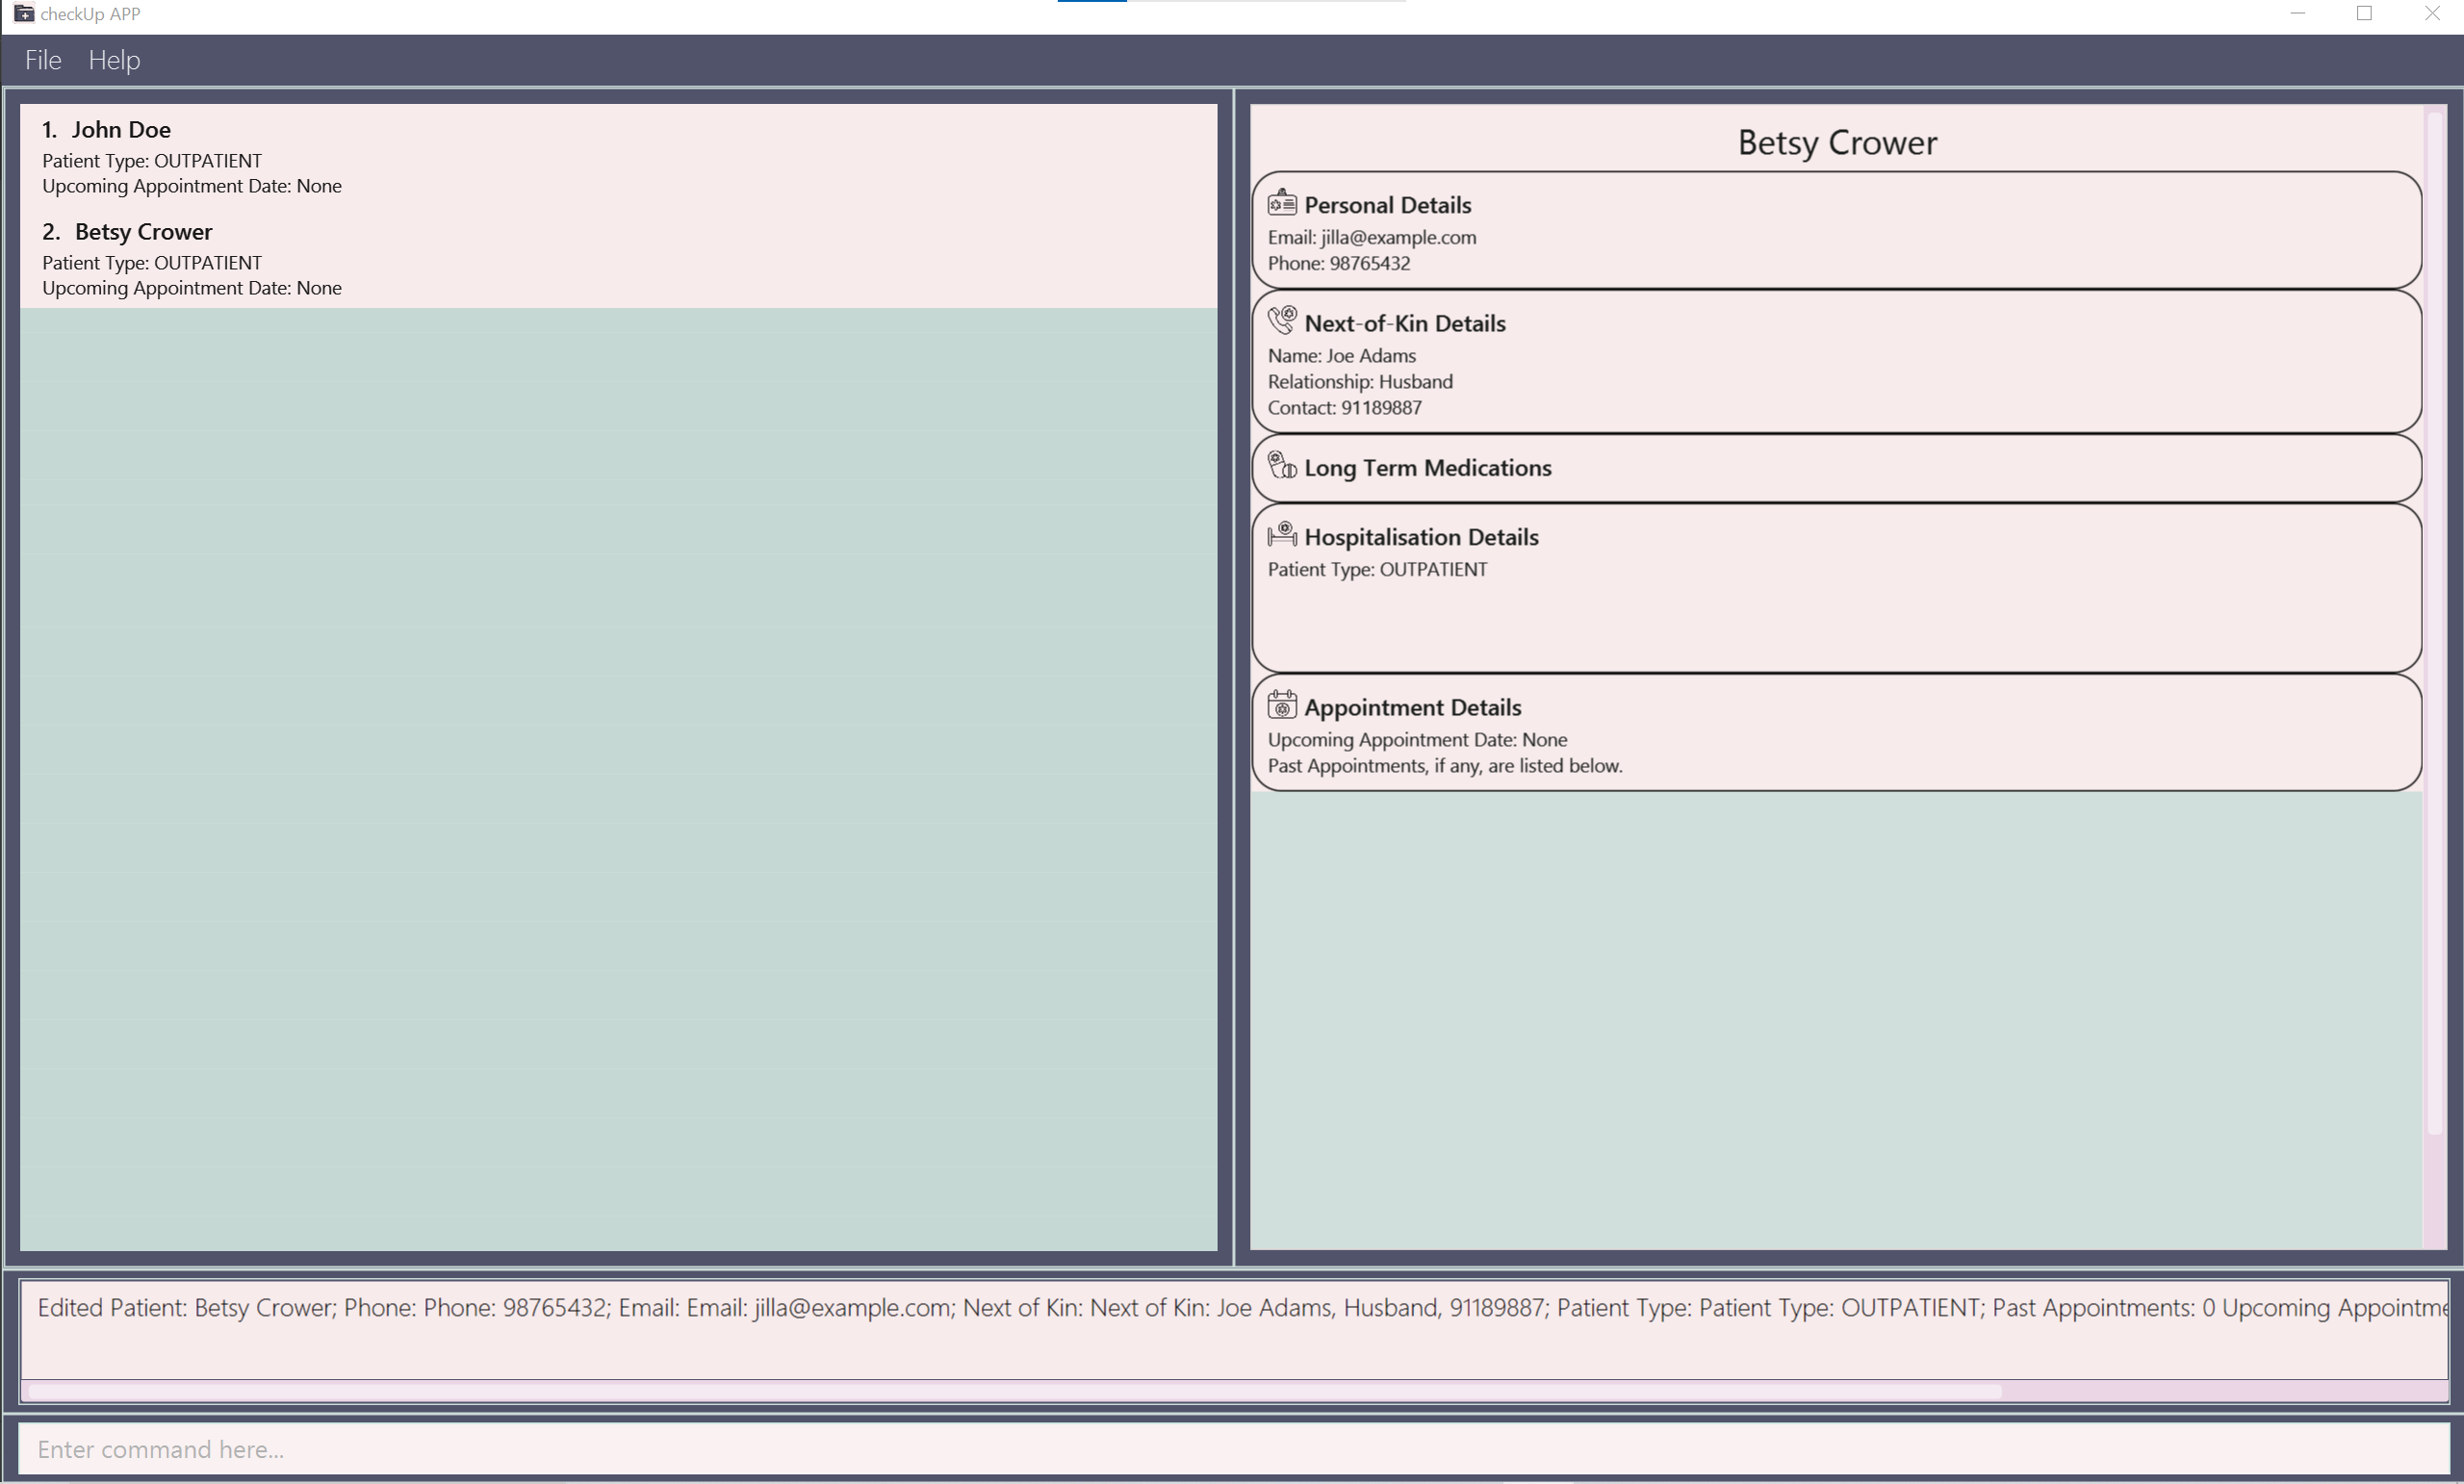 checkUp APP
File Help
1. John Doe
Patient Type: OUTPATIENT
Upcoming Appointment Date: None
2. Betsy Crower
Patient Type: OUTPATIENT
Upcoming Appointment Date: None
Betsy Crower
Personal Details
Email: jilla@example.com
Phone: 98765432
Next-of-Kin Details
Name: Joe Adams
Relationship: Husband
Contact: 91189887
Long Term Medications
Hospitalisation Details
Patient Type: OUTPATIENT
Appointment Details
Upcoming Appointment Date: None
Past Appointments, if any, are listed below.
Edited Patient: Betsy Crower; Phone: Phone: 98765432; Email: Email: jilla@example.com; Next of Kin: Next of Kin: Joe Adams, Husband, 91189887; Patient Type: Patient Type: OUTPATIENT; Past Appointments: 0 Upcoming Appointme
Enter command here...